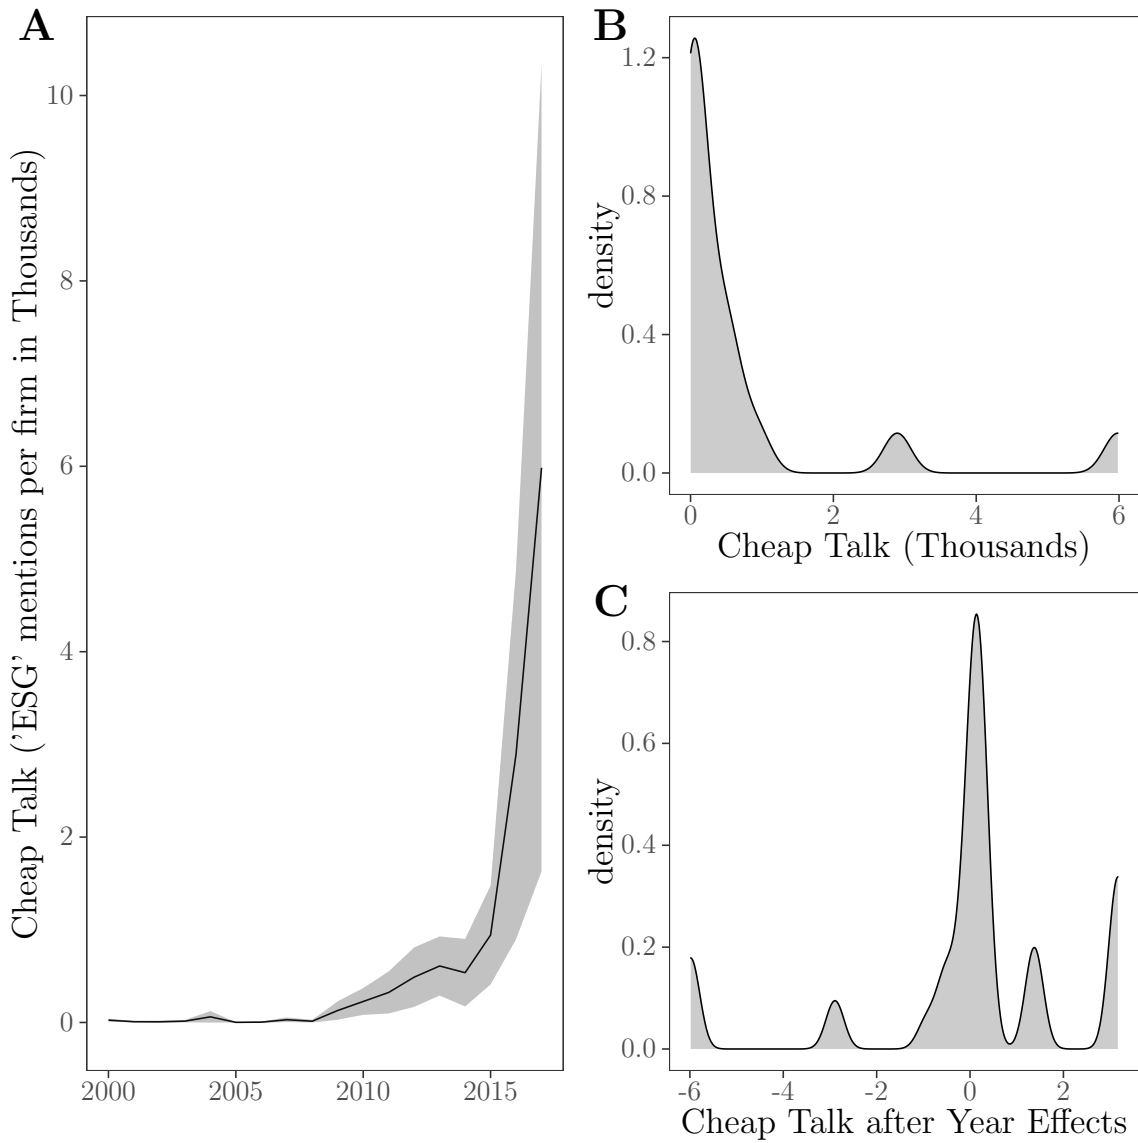 A
Cheap Talk ('ESG' mentions per firm in Thousands)
10
8
6
4
2
0
2000 2005 2010 2015
B
density
1.2
0.8
0.4
0.0
0 2 4 6
Cheap Talk (Thousands)
C
density
0.8
0.6
0.4
0.2
0.0
-6 -4 -2 0 2
Cheap Talk after Year Effects